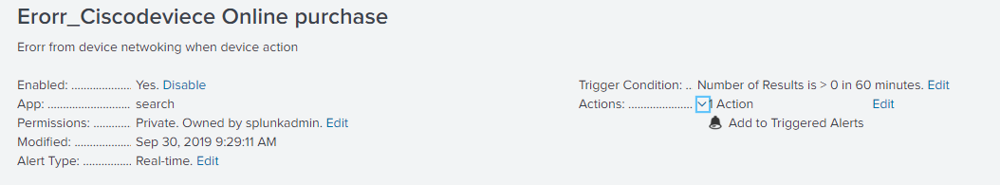 Erorr_Ciscodeviece Online purchase
Erorr from device netwoking when device action
Enabled: ................... Yes. Disable
App: .......................... search
Permissions: ............ Private. Owned by splunkadmin. Edit
Modified: .................. Sep 30, 2019 9:29:11 AM
Alert Type: ............... Real-time. Edit
Trigger Condition: .. Number of Results is > 0 in 60 minutes. Edit
Actions: .................... 1 Action Edit
Add to Triggered Alerts